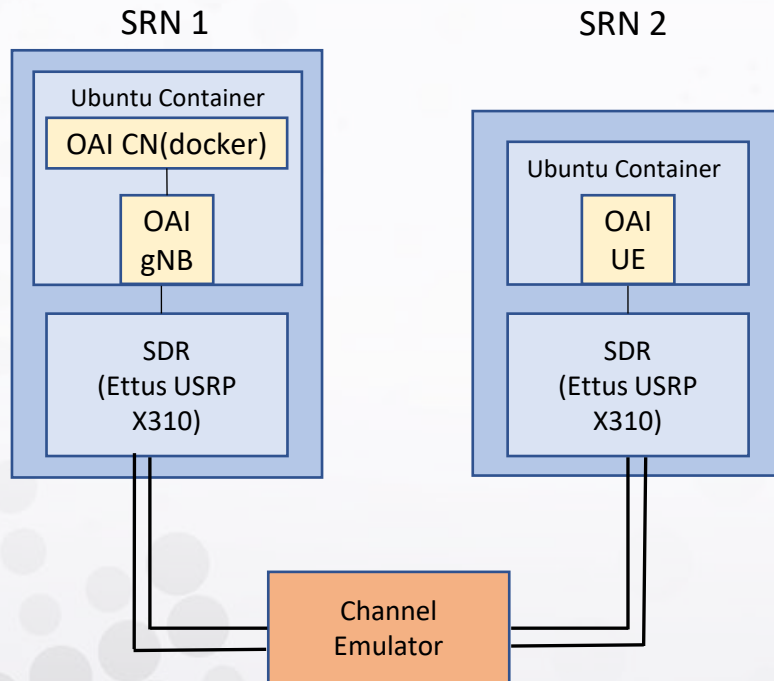 SRN 1
Ubuntu Container
OAI CN(docker)
OAI
gNB
SDR
(Ettus USRP
X310)
SRN 2
Ubuntu Container
OAI
UE
SDR
(Ettus USRP
X310)
Channel
Emulator